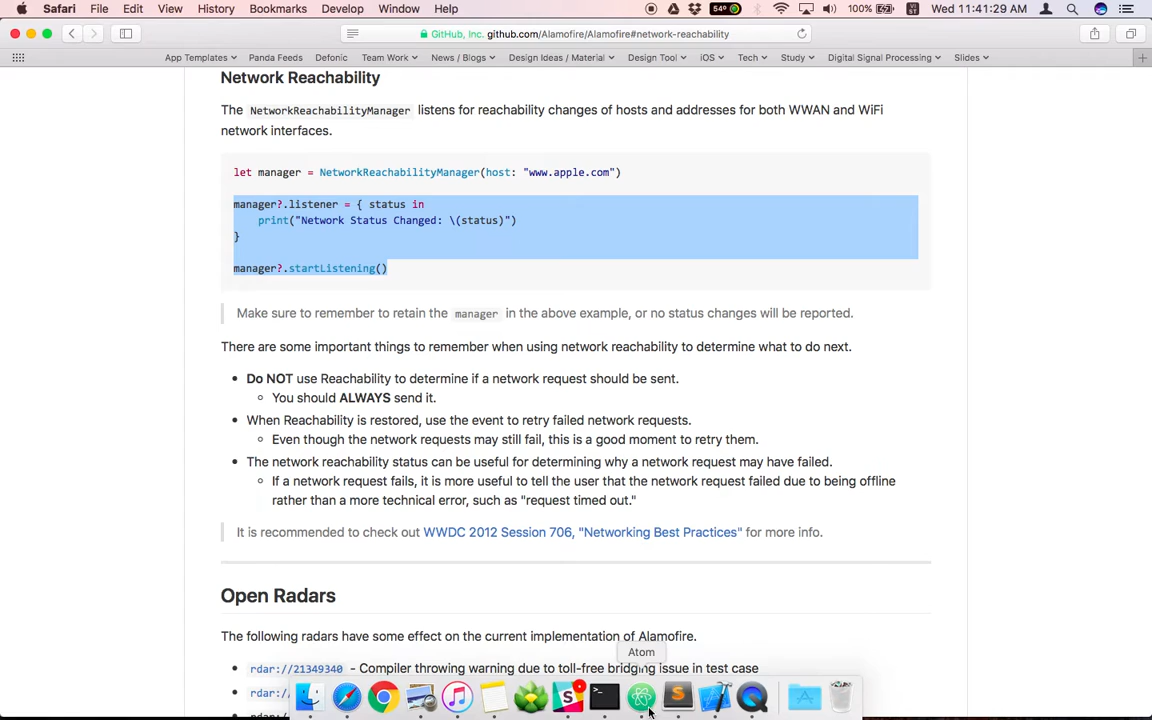 Safari File Edit View History Bookmarks Develop Window Help 54° 100% VI ST Wed 11:41:29 AM
GitHub, Inc. github.com/Alamofire/Alamofire#network-reachability
App Templates Panda Feeds Defonic Team Work News / Blogs Design Ideas / Material Design Tool iOS Tech Study Digital Signal Processing Slides
Network Reachability
The NetworkReachabilityManager listens for reachability changes of hosts and addresses for both WWAN and WiFi
network interfaces.
let manager = NetworkReachabilityManager(host: "www.apple.com")
manager?.listener = { status in
print("Network Status Changed: \(status)")
}
manager?.startListening()
Make sure to remember to retain the manager in the above example, or no status changes will be reported.
There are some important things to remember when using network reachability to determine what to do next.
Do NOT use Reachability to determine if a network request should be sent.
You should ALWAYS send it.
When Reachability is restored, use the event to retry failed network requests.
Even though the network requests may still fail, this is a good moment to retry them.
The network reachability status can be useful for determining why a network request may have failed.
If a network request fails, it is more useful to tell the user that the network request failed due to being offline
rather than a more technical error, such as "request timed out."
It is recommended to check out WWDC 2012 Session 706, "Networking Best Practices" for more info.
Open Radars
The following radars have some effect on the current implementation of Alamofire.
Atom
rdar://21349340 - Compiler throwing warning due to toll-free bridging issue in test case
rdar://